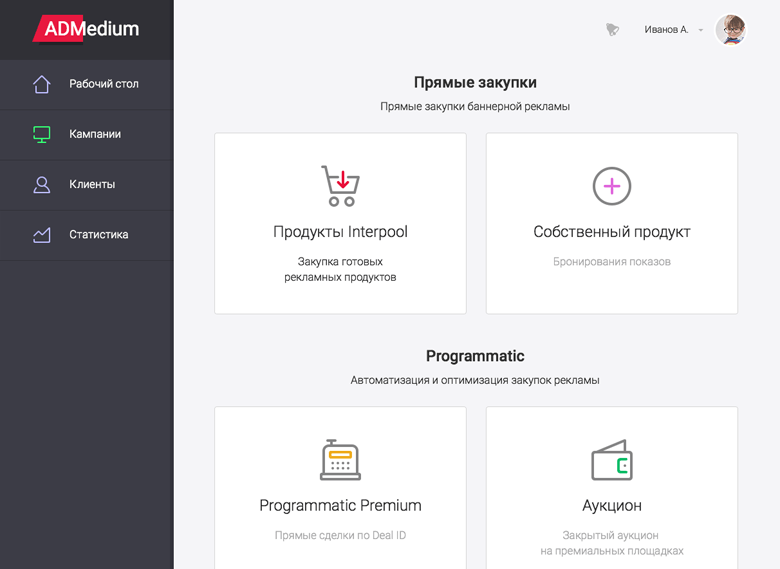 ADMedium
Иванов А.
Рабочий стол
Кампании
Клиенты
Статистика
Прямые закупки
Прямые закупки баннерной рекламы
Продукты Interpool
Закупка готовых
рекламных продуктов
Собственный продукт
Бронирования показов
Programmatic
Автоматизация и оптимизация закупок рекламы
Programmatic Premium
Прямые сделки по Deal ID
Аукцион
Закрытый аукцион
на премиальных площадках